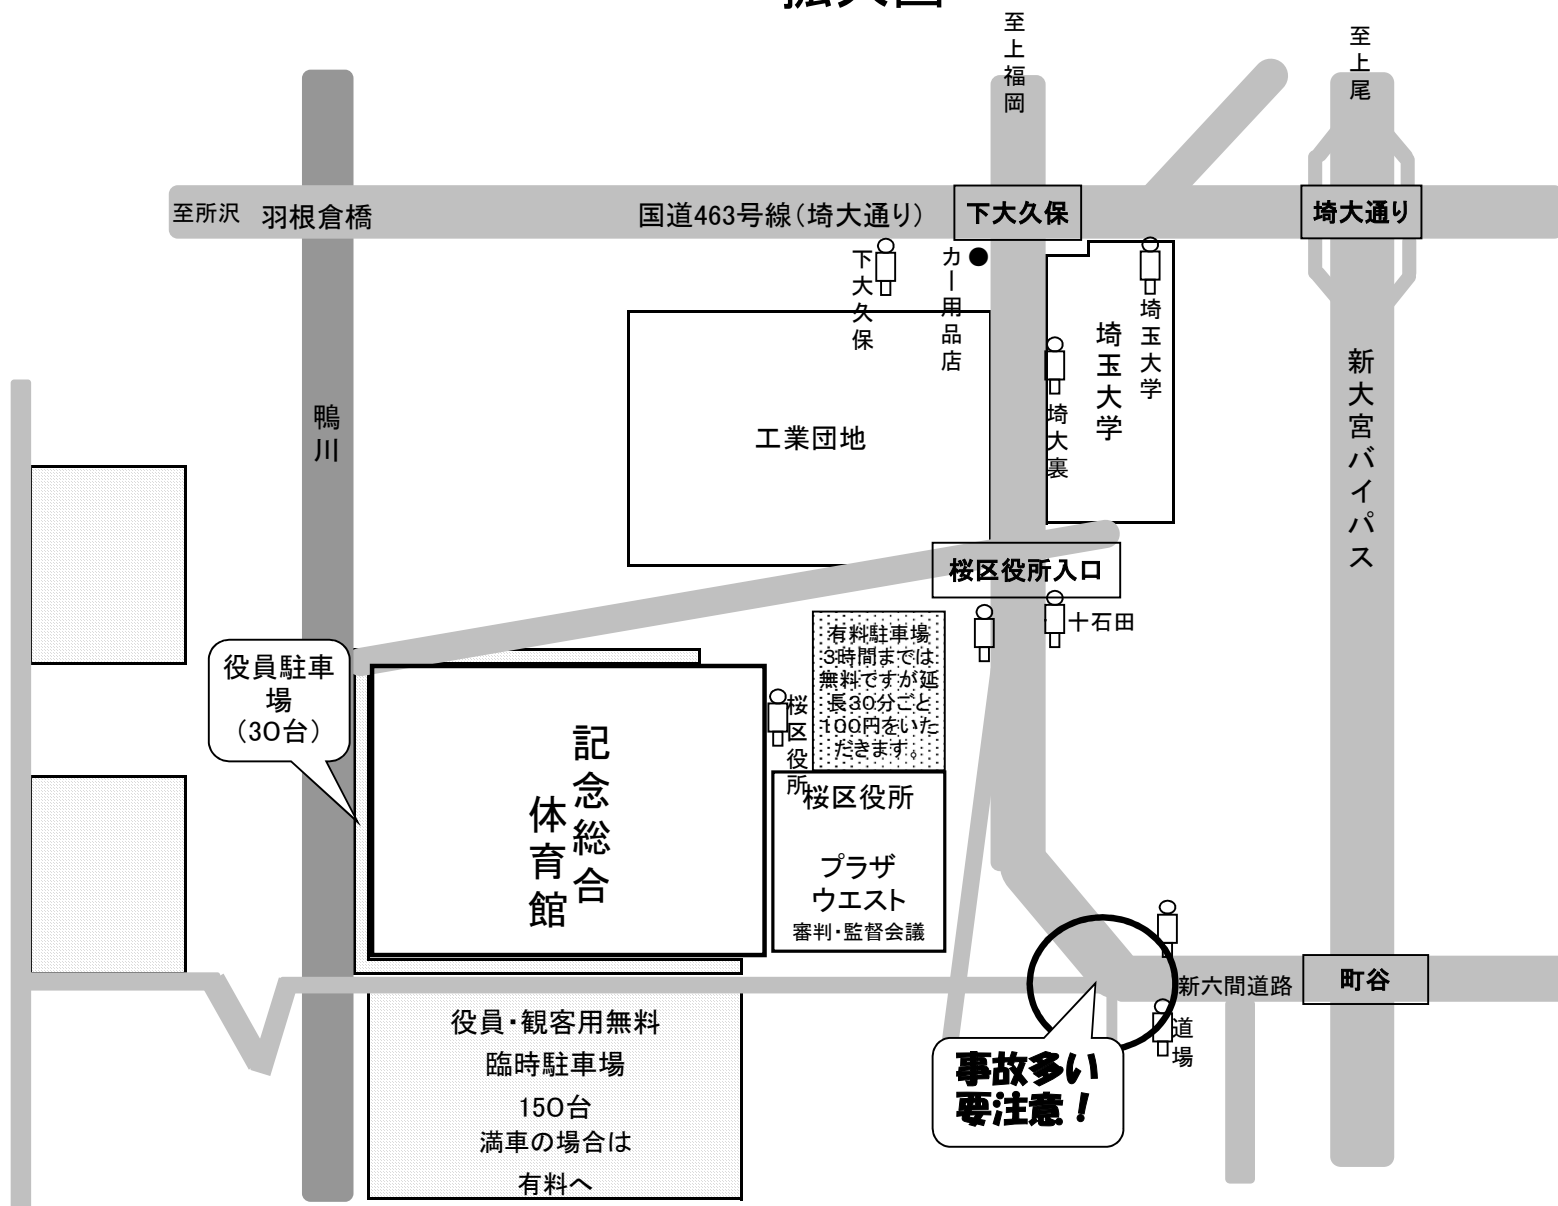 拡大図
至上福岡
至上尾
至所沢
羽根倉橋
国道463号線（埼大通り）
下大久保
埼大通り
下大久保
カー用品店
埼玉大学
埼玉大学
埼大裏
新大宮バイパス
鴨川
工業団地
桜区役所入口
十石田
有料駐車場
3時間までは
無料ですが延
長30分ごと
100円をいた
だきます。
役員駐車
場
（30台）
桜区役所
記念総合
体育館
桜区役所
プラザ
ウエスト
審判・監督会議
新六間道路
町谷
道場
事故多い
要注意！
役員・観客用無料
臨時駐車場
150台
満車の場合は
有料へ